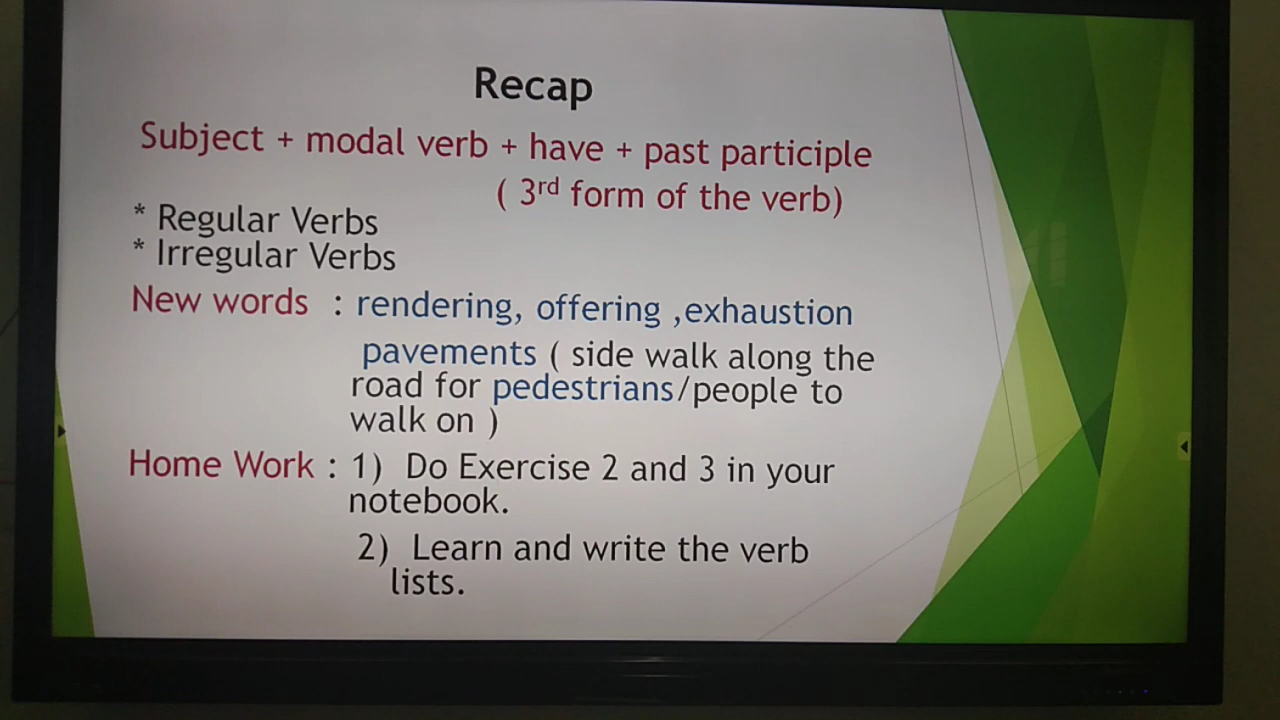 Recap
Subject + modal verb + have + past participle
( 3rd form of the verb)
* Regular Verbs
* Irregular Verbs
New words : rendering, offering ,exhaustion
pavements ( side walk along the
road for pedestrians/people to
walk on )
Home Work : 1) Do Exercise 2 and 3 in your
notebook.
2) Learn and write the verb
lists.